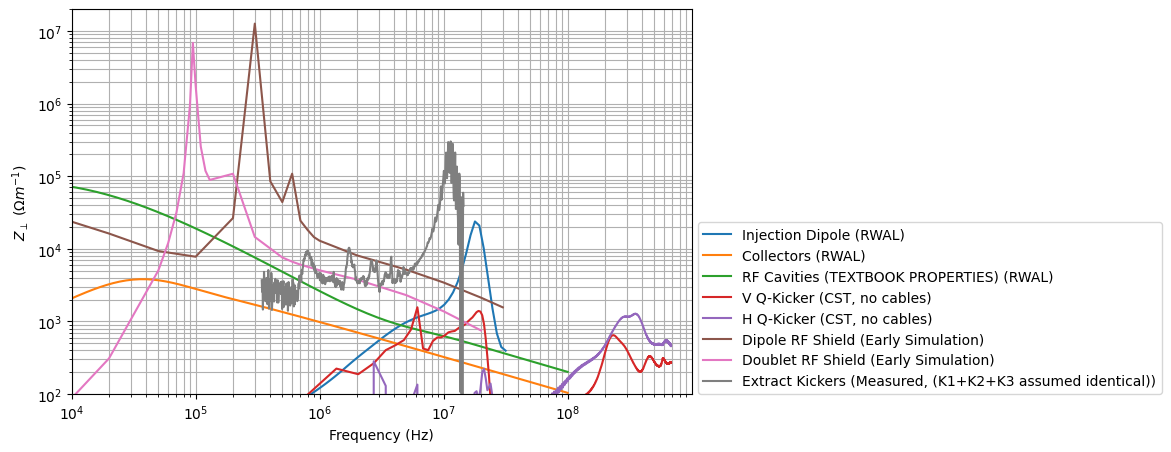 10⁷
10⁶
10⁵
10⁴
10³
10²
Z⊥ (Ωm⁻¹)
10⁴ 10⁵ 10⁶ 10⁷ 10⁸
Frequency (Hz)
Injection Dipole (RWAL)
Collectors (RWAL)
RF Cavities (TEXTBOOK PROPERTIES) (RWAL)
V Q-Kicker (CST, no cables)
H Q-Kicker (CST, no cables)
Dipole RF Shield (Early Simulation)
Doublet RF Shield (Early Simulation)
Extract Kickers (Measured, (K1+K2+K3 assumed identical))